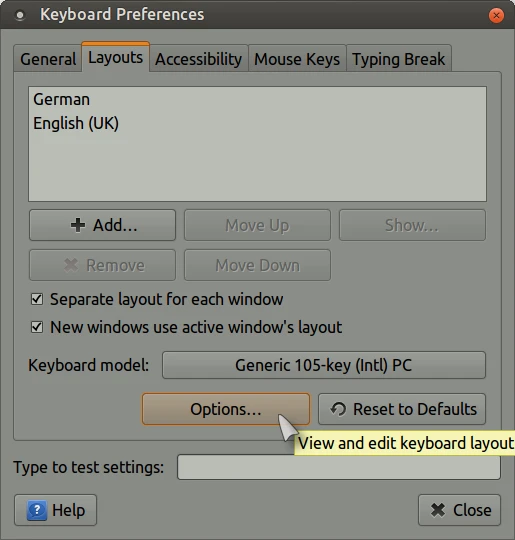 Keyboard Preferences
General Layouts Accessibility Mouse Keys Typing Break
German
English (UK)
Add... Move Up Show...
Remove Move Down
Separate layout for each window
New windows use active window's layout
Keyboard model: Generic 105-key (Intl) PC
Options... Reset to Defaults
View and edit keyboard layout
Type to test settings:
? Help Close